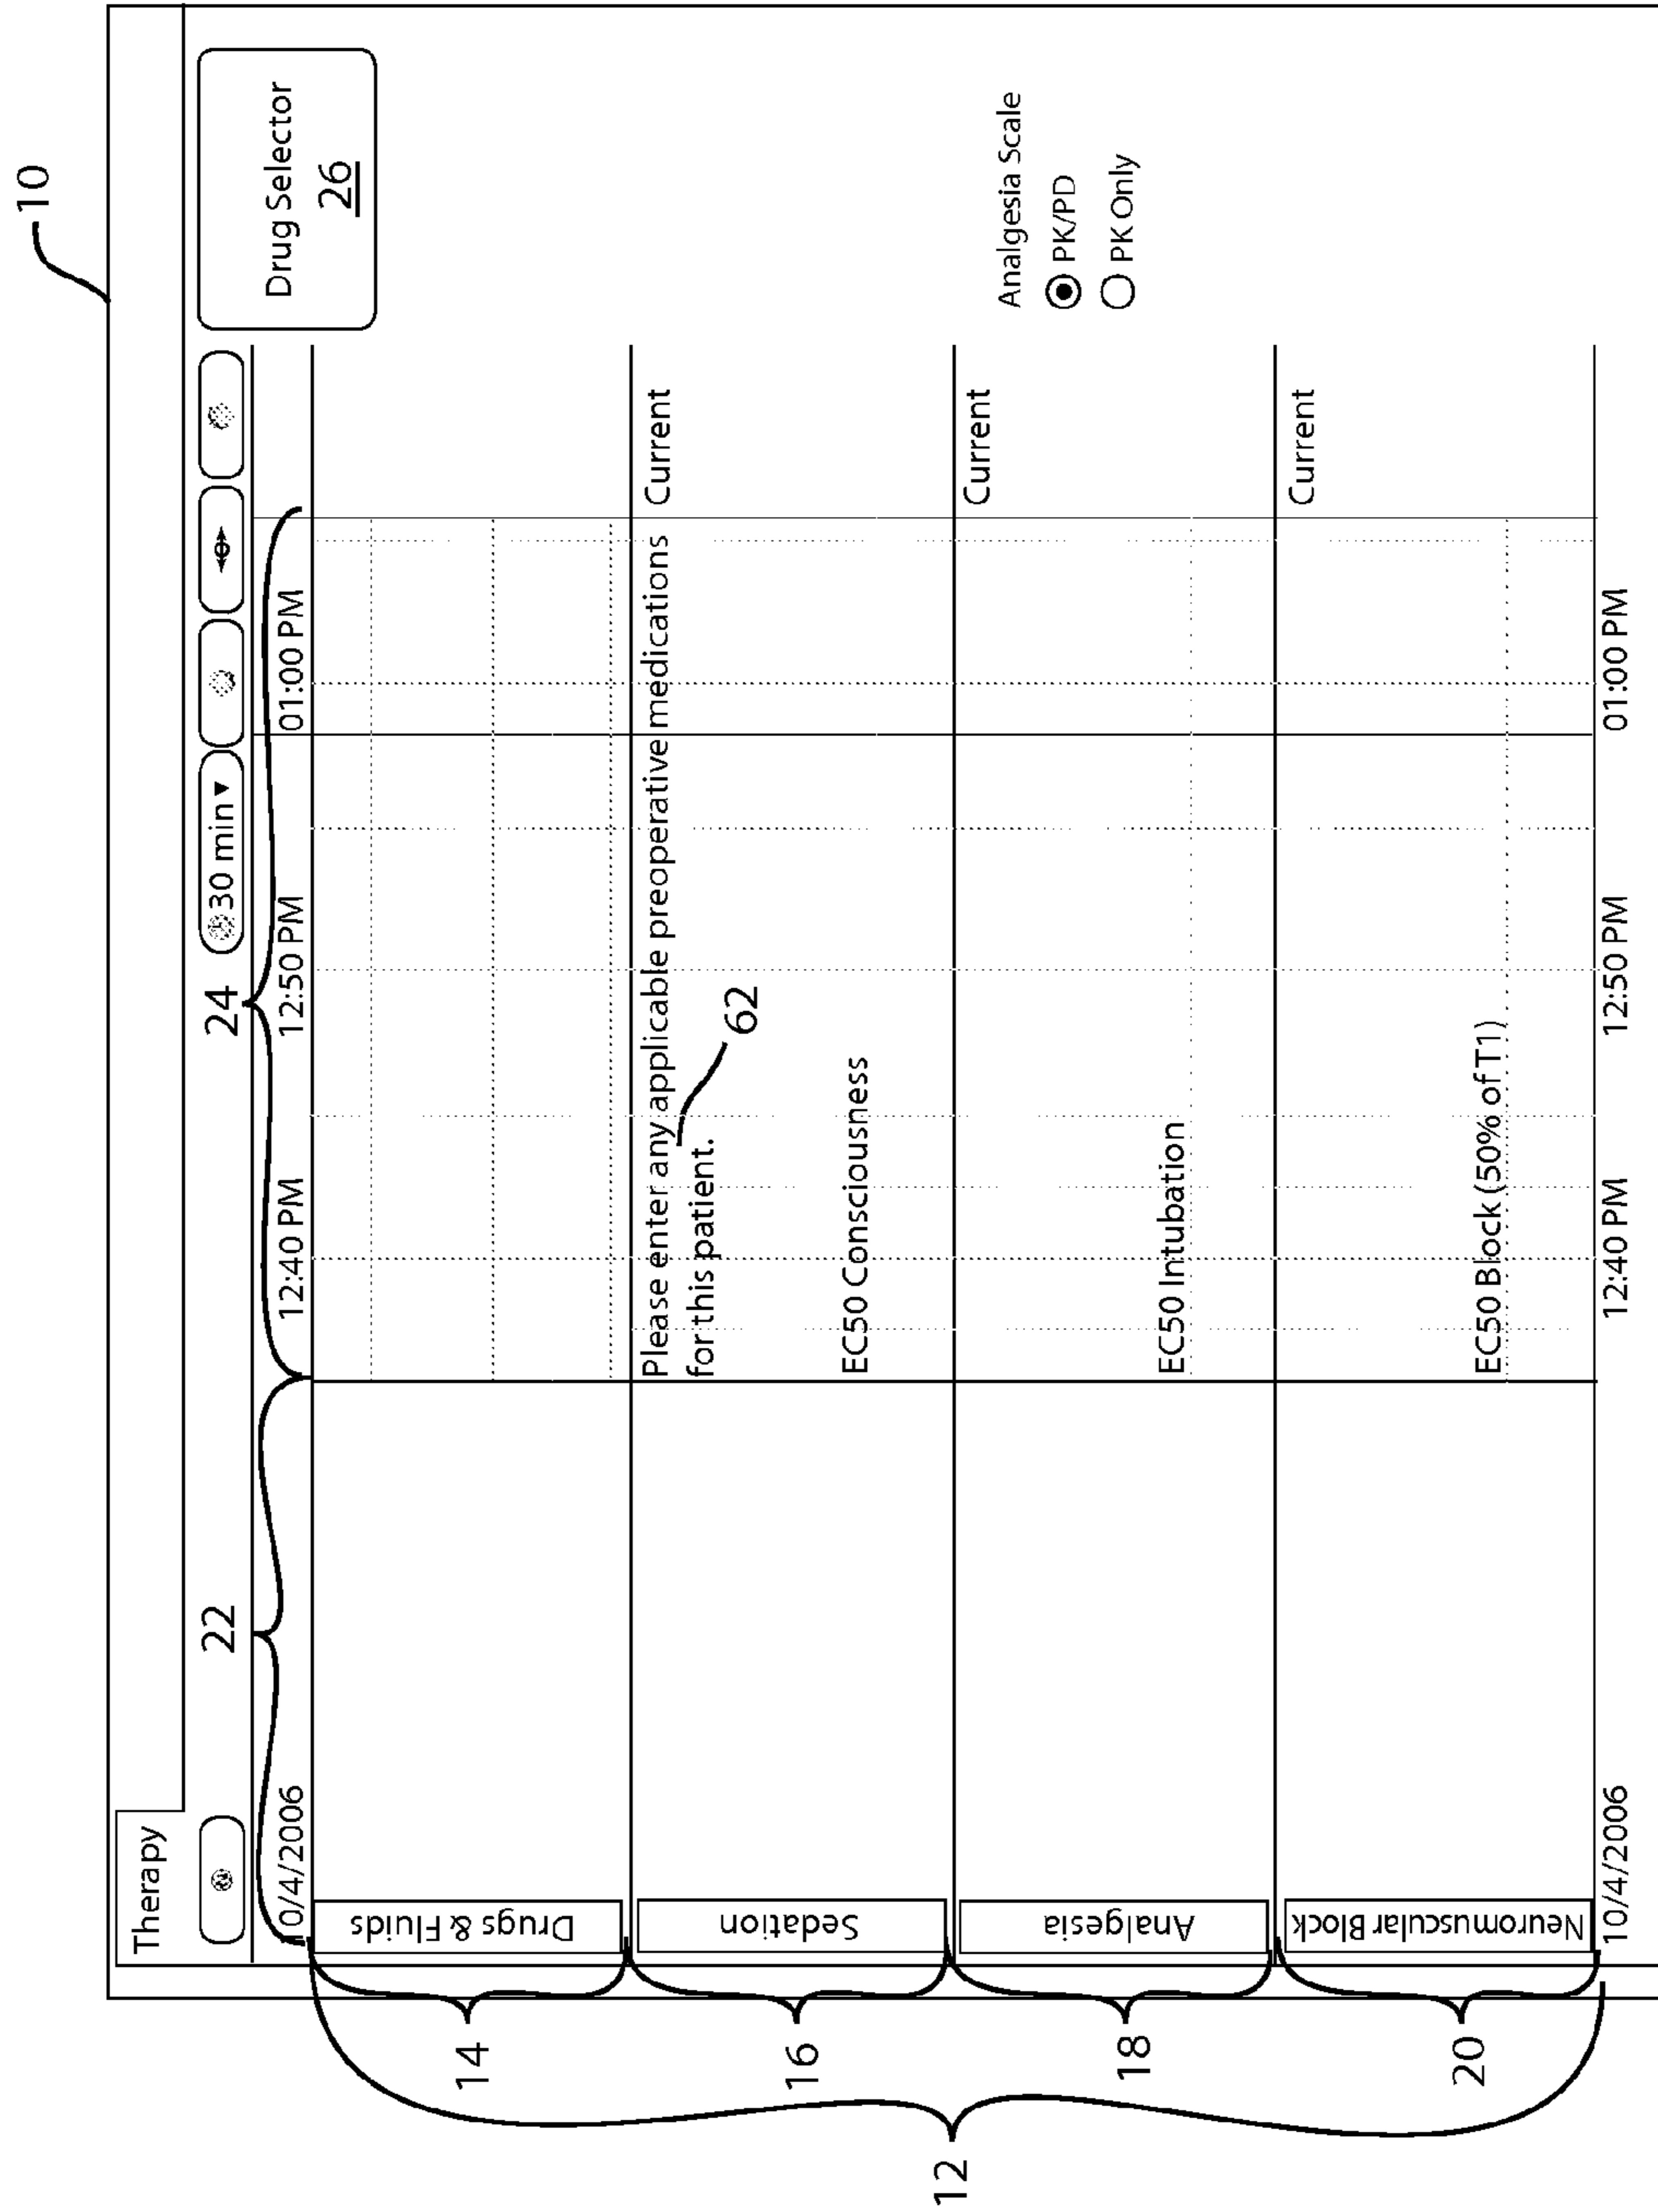 10
Therapy
22
24
30 min
Drug Selector
26
10/4/2006
12:40 PM
12:50 PM
01:00 PM
12
14
Drugs & Fluids
16
Sedation
Please enter any applicable preoperative medications
for this patient.
62
Current
EC50 Consciousness
18
Analgesia
Current
Analgesia Scale
PK/PD
PK Only
EC50 Intubation
20
Neuromuscular Block
Current
EC50 Block (50% of T1)
10/4/2006
12:40 PM
12:50 PM
01:00 PM